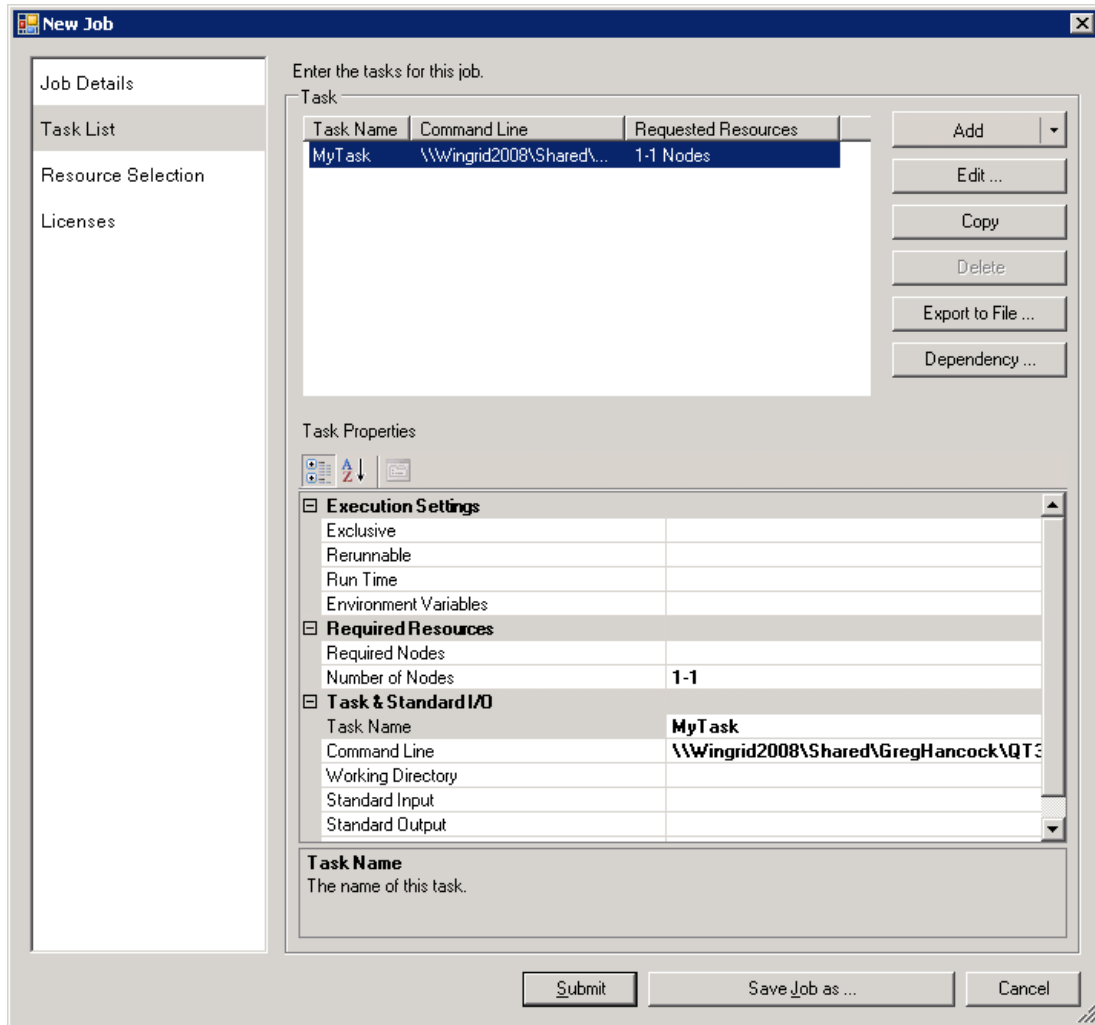 New Job
Job Details
Task List
Resource Selection
Licenses
Enter the tasks for this job.
Task
Task Name Command Line Requested Resources
MyTask \\Wingrid2008\Shared\... 1-1 Nodes
Add
Edit ...
Copy
Delete
Export to File ...
Dependency ...
Task Properties
Execution Settings
Exclusive
Rerunnable
Run Time
Environment Variables
Required Resources
Required Nodes
Number of Nodes 1-1
Task & Standard I/O
Task Name MyTask
Command Line \\Wingrid2008\Shared\GregHancock\QT3
Working Directory
Standard Input
Standard Output
Task Name
The name of this task.
Submit
Save Job as ...
Cancel